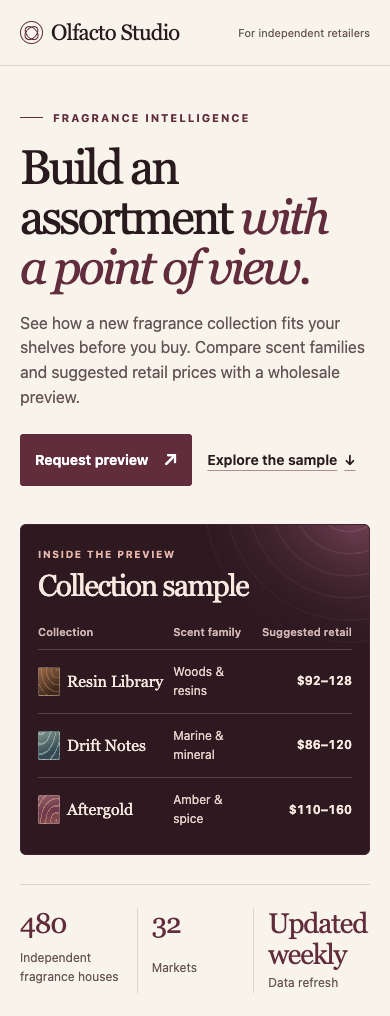 Olfacto Studio
For independent retailers
FRAGRANCE INTELLIGENCE
Build an
assortment with
a point of view.
See how a new fragrance collection fits your
shelves before you buy. Compare scent families
and suggested retail prices with a wholesale
preview.
Request preview ↗
Explore the sample ↓
INSIDE THE PREVIEW
Collection sample
Collection Scent family Suggested retail
Resin Library Woods & resins $92–128
Drift Notes Marine & mineral $86–120
Aftergold Amber & spice $110–160
480
Independent
fragrance houses
32
Markets
Updated
weekly
Data refresh